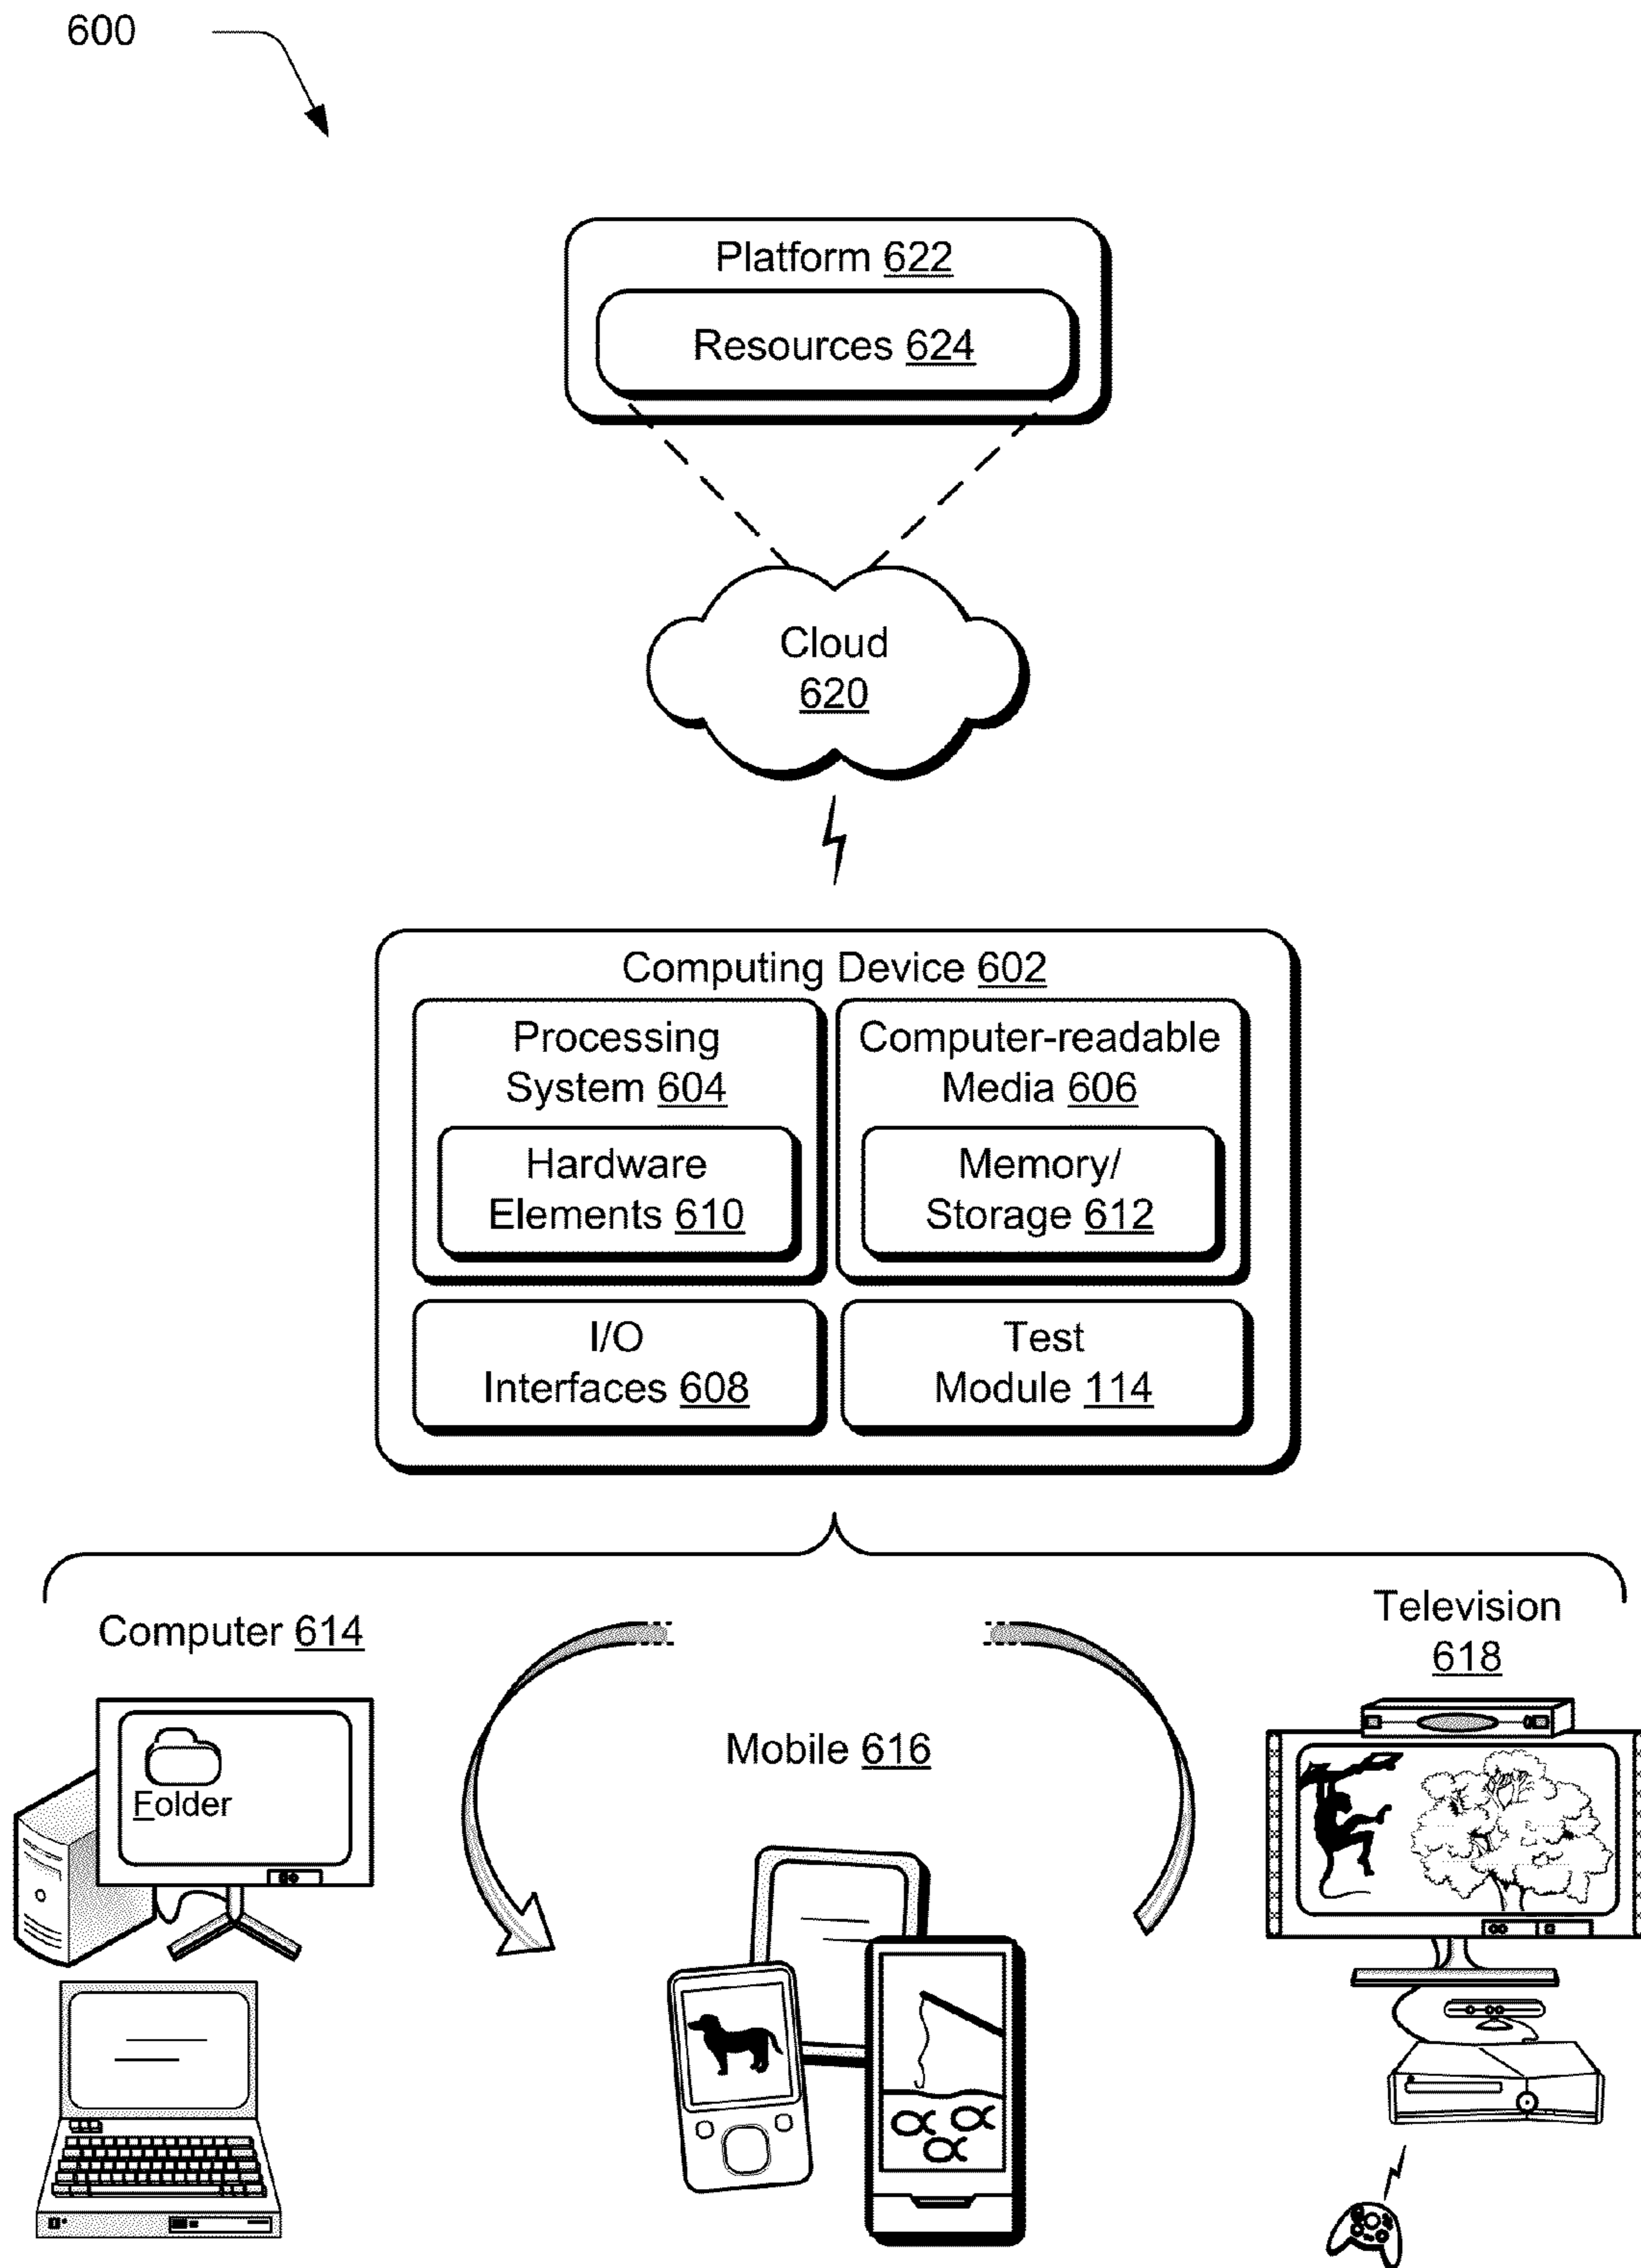 600
Platform 622
Resources 624
Cloud
620
Computing Device 602
Processing
System 604
Hardware
Elements 610
Computer-readable
Media 606
Memory/
Storage 612
I/O
Interfaces 608
Test
Module 114
Computer 614
Folder
Mobile 616
Television
618